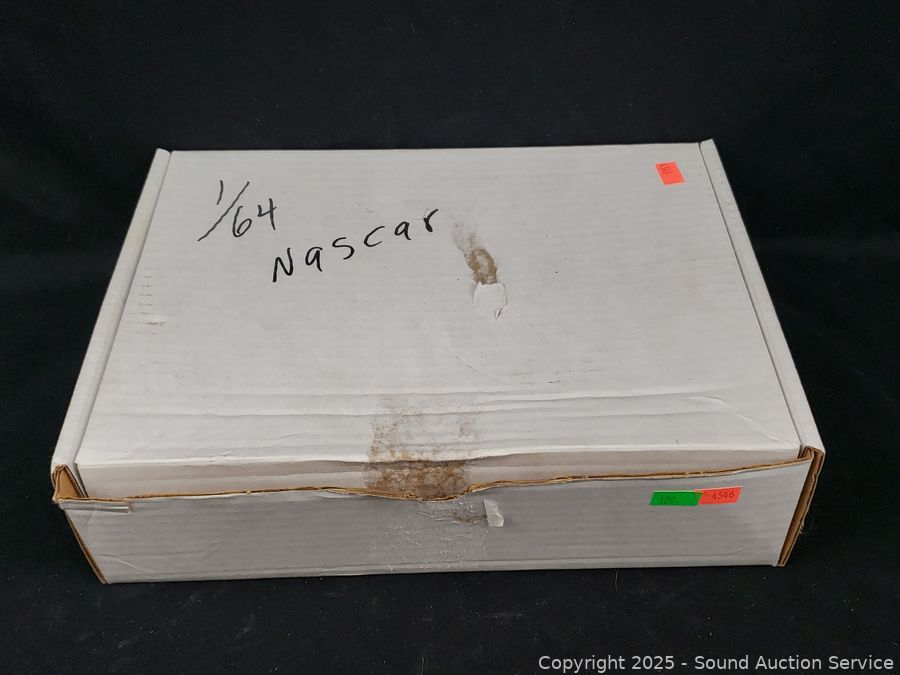 1/64
Nascar
4546
Copyright © 2025 - Sound Auction Service